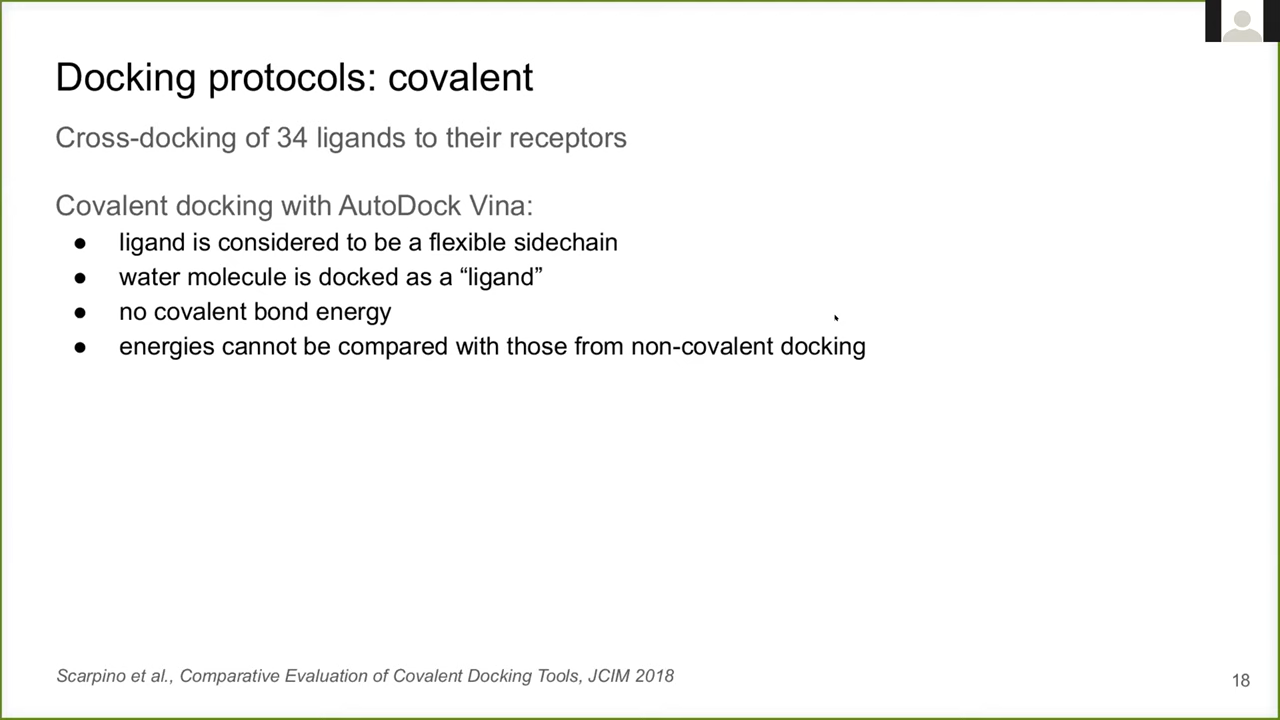 Docking protocols: covalent
Cross-docking of 34 ligands to their receptors
Covalent docking with AutoDock Vina:
● ligand is considered to be a flexible sidechain
● water molecule is docked as a “ligand”
● no covalent bond energy
● energies cannot be compared with those from non-covalent docking
Scarpino et al., Comparative Evaluation of Covalent Docking Tools, JCIM 2018
18